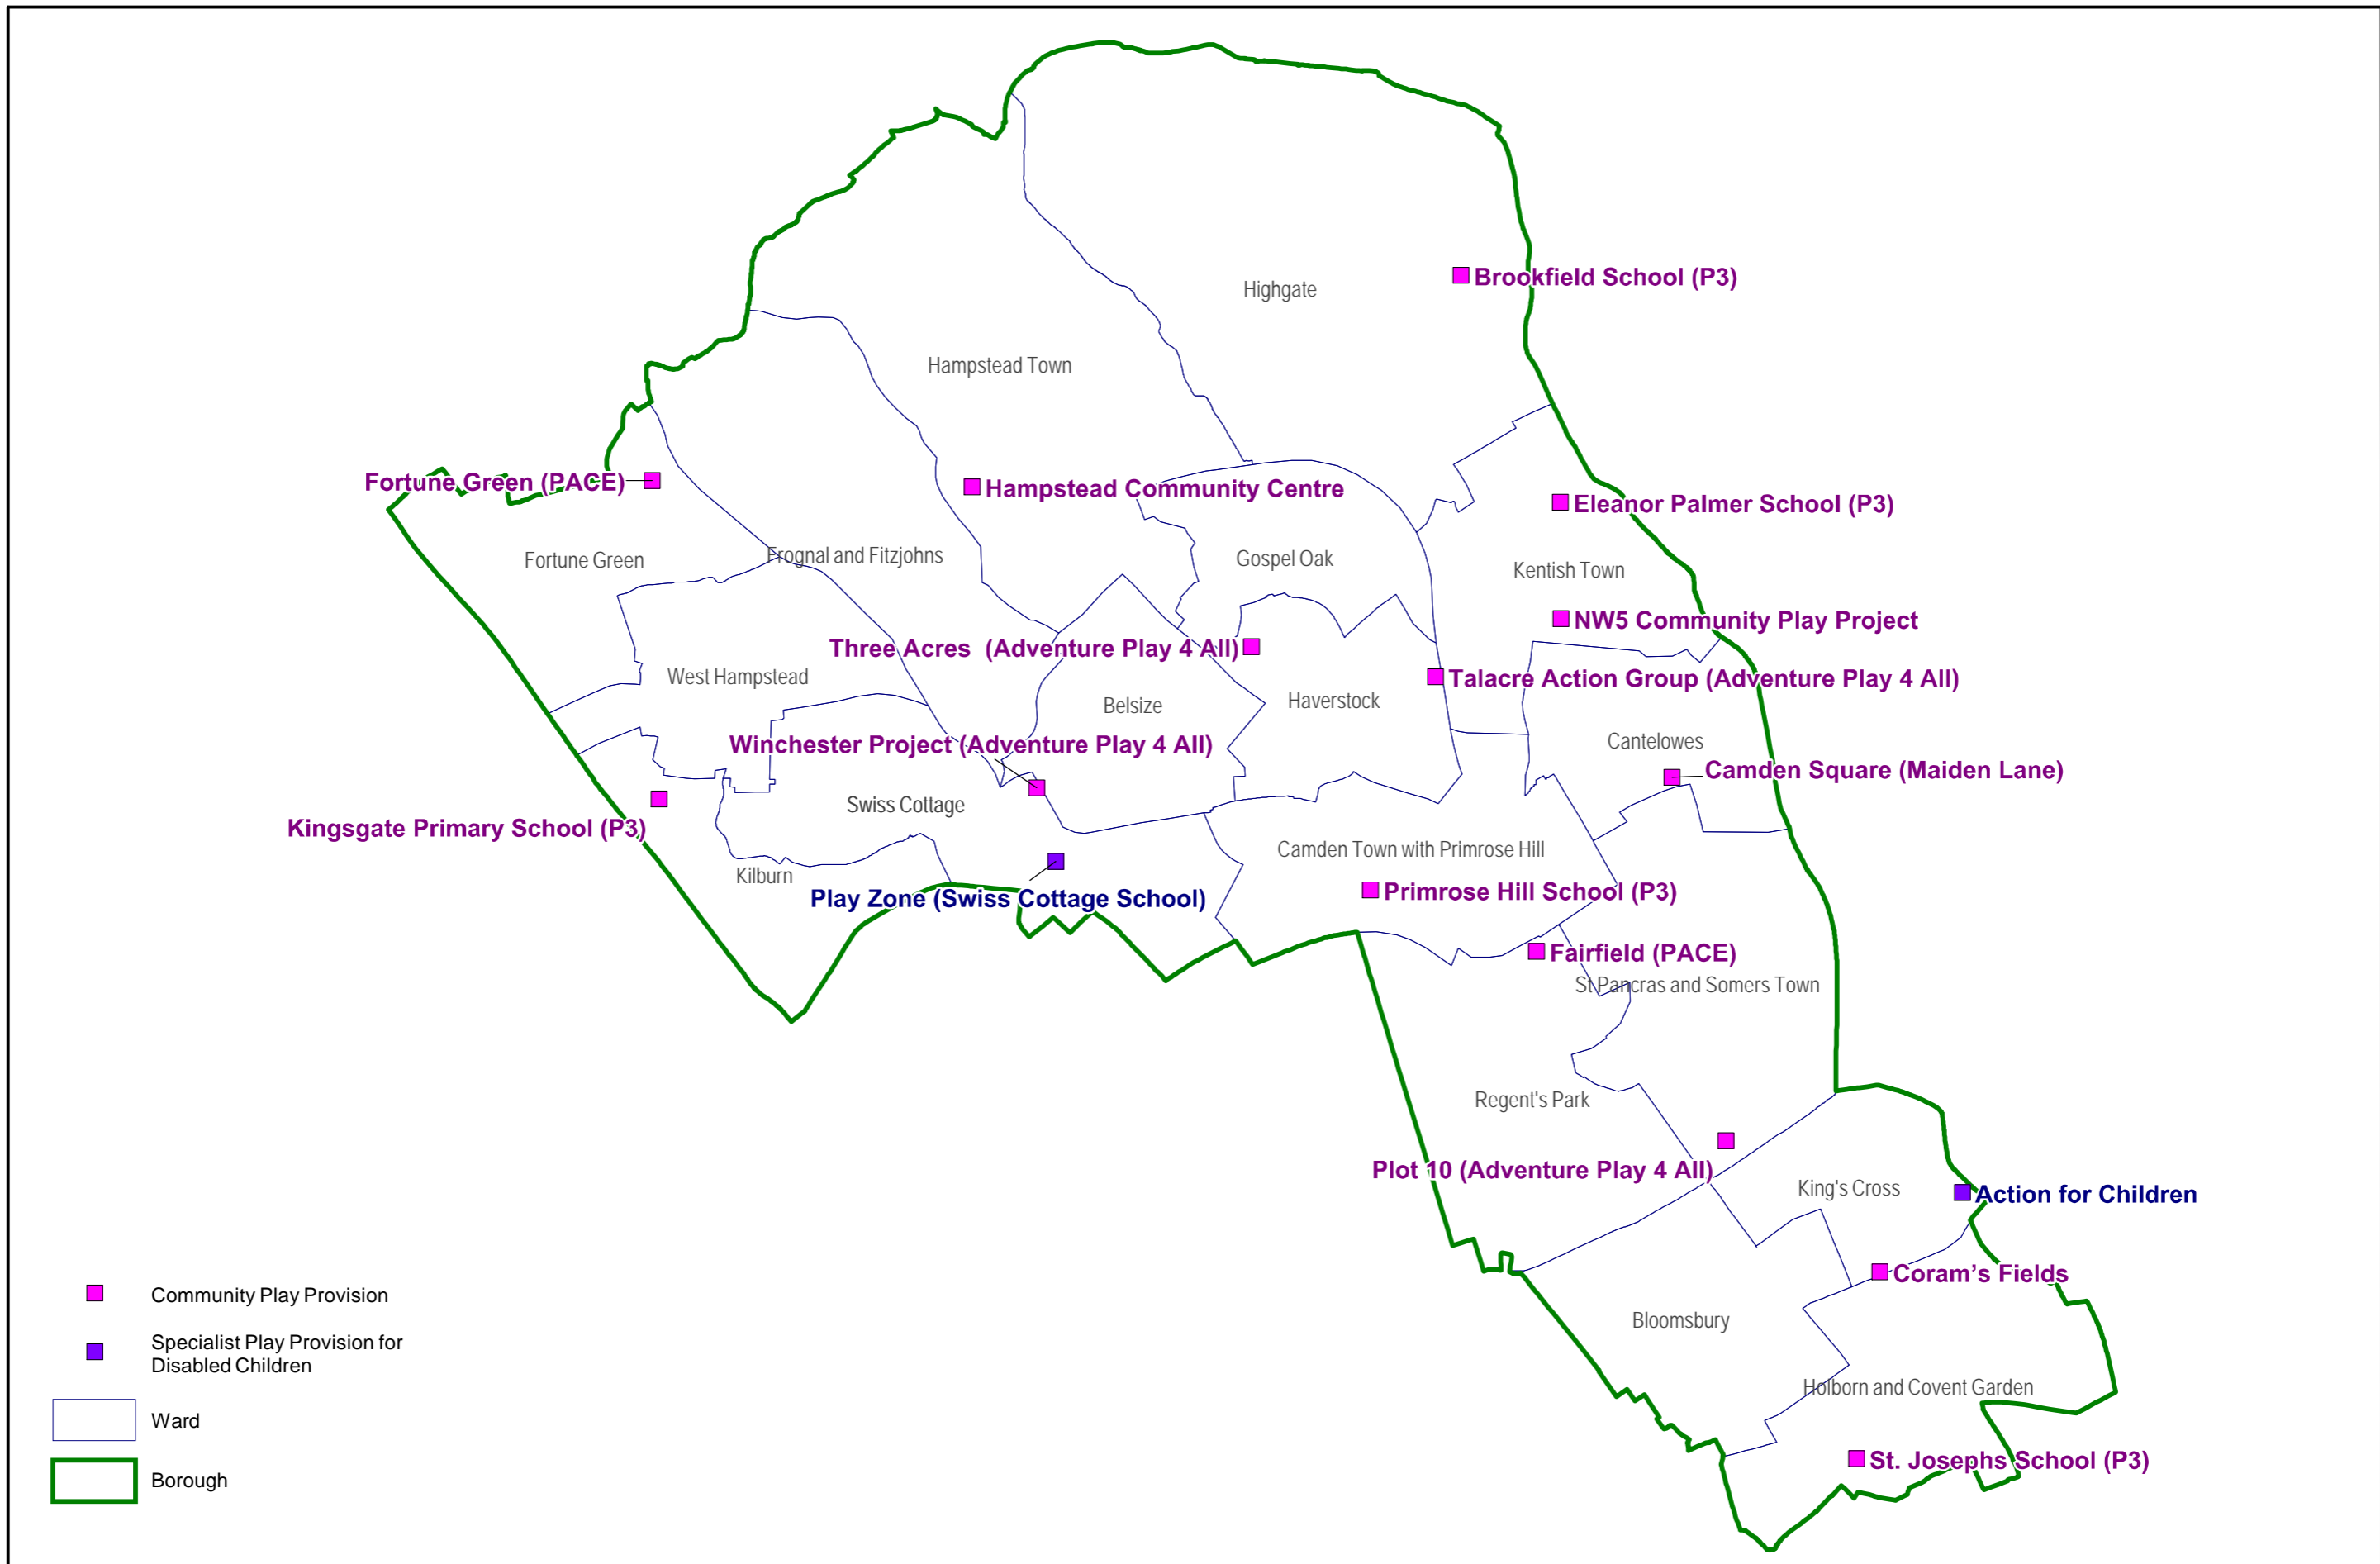 Highgate
Brookfield School (P3)
Hampstead Town
Fortune Green (PACE)
Hampstead Community Centre
Eleanor Palmer School (P3)
Fortune Green
Frognal and Fitzjohns
Gospel Oak
Kentish Town
NW5 Community Play Project
Three Acres  (Adventure Play 4 All)
West Hampstead
Talacre Action Group (Adventure Play 4 All)
Belsize
Haverstock
Winchester Project (Adventure Play 4 All)
Cantelowes
Camden Square (Maiden Lane)
Swiss Cottage
Kingsgate Primary School (P3)
Camden Town with Primrose Hill
Kilburn
Primrose Hill School (P3)
Play Zone (Swiss Cottage School)
Fairfield (PACE)
St Pancras and Somers Town
Regent's Park
Plot 10 (Adventure Play 4 All)
King's Cross
Action for Children
Coram’s Fields
Bloomsbury
Holborn and Covent Garden
St. Josephs School (P3)
Community Play Provision
Specialist Play Provision for
Disabled Children
Ward
Borough